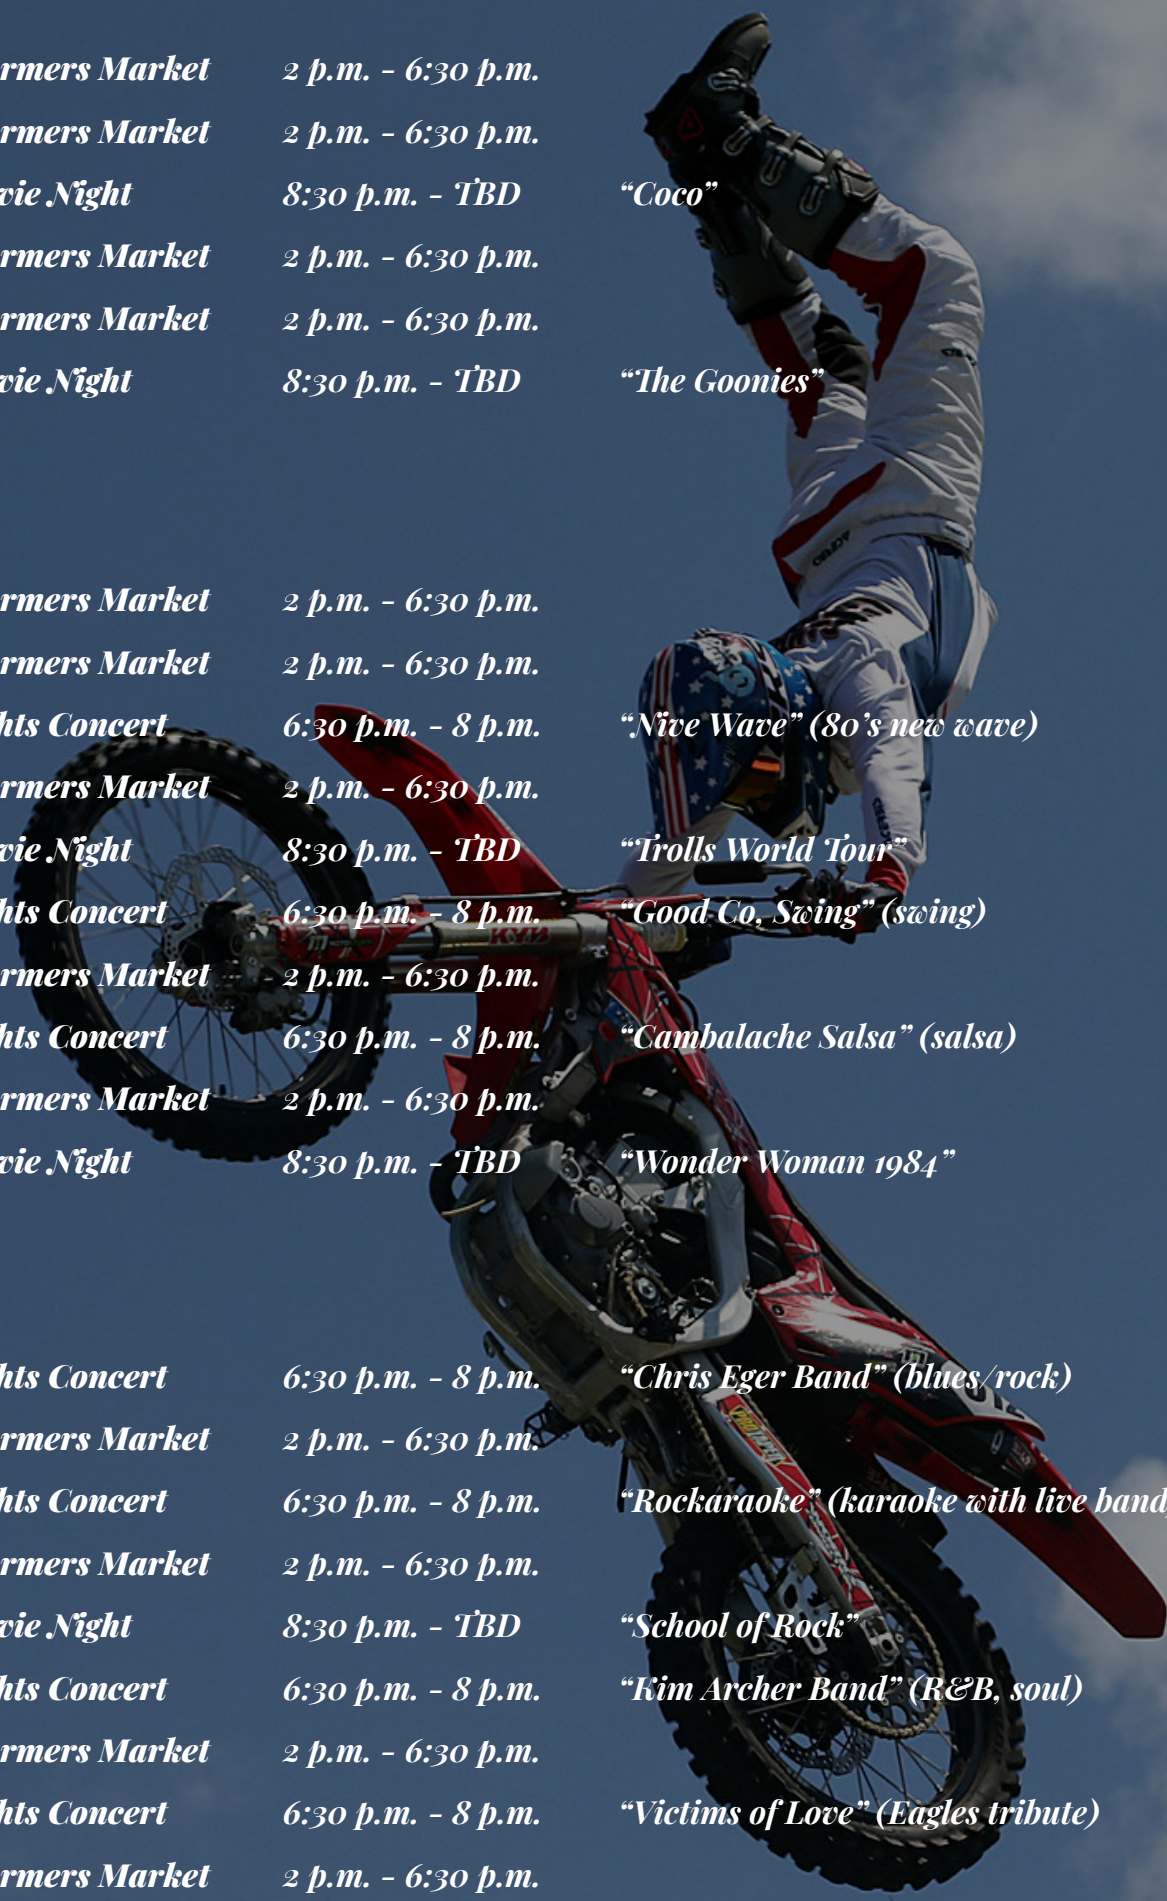 rmers Market 2 p.m. - 6:30 p.m.
rmers Market 2 p.m. - 6:30 p.m.
vie Night 8:30 p.m. - TBD “Coco”
rmers Market 2 p.m. - 6:30 p.m.
rmers Market 2 p.m. - 6:30 p.m.
vie Night 8:30 p.m. - TBD “The Goonies”
rmers Market 2 p.m. - 6:30 p.m.
rmers Market 2 p.m. - 6:30 p.m.
hts Concert 6:30 p.m. - 8 p.m. “Nive Wave” (80’s new wave)
rmers Market 2 p.m. - 6:30 p.m.
vie Night 8:30 p.m. - TBD “Trolls World Tour”
hts Concert 6:30 p.m. - 8 p.m. “Good Co, Swing” (swing)
rmers Market 2 p.m. - 6:30 p.m.
hts Concert 6:30 p.m. - 8 p.m. “Cambalache Salsa” (salsa)
rmers Market 2 p.m. - 6:30 p.m.
vie Night 8:30 p.m. - TBD “Wonder Woman 1984”
hts Concert 6:30 p.m. - 8 p.m. “Chris Eger Band” (blues/rock)
rmers Market 2 p.m. - 6:30 p.m.
hts Concert 6:30 p.m. - 8 p.m. “Rockaraoke” (karaoke with live band)
rmers Market 2 p.m. - 6:30 p.m.
vie Night 8:30 p.m. - TBD “School of Rock”
hts Concert 6:30 p.m. - 8 p.m. “Kim Archer Band” (R&B, soul)
rmers Market 2 p.m. - 6:30 p.m.
hts Concert 6:30 p.m. - 8 p.m. “Victims of Love” (Eagles tribute)
rmers Market 2 p.m. - 6:30 p.m.